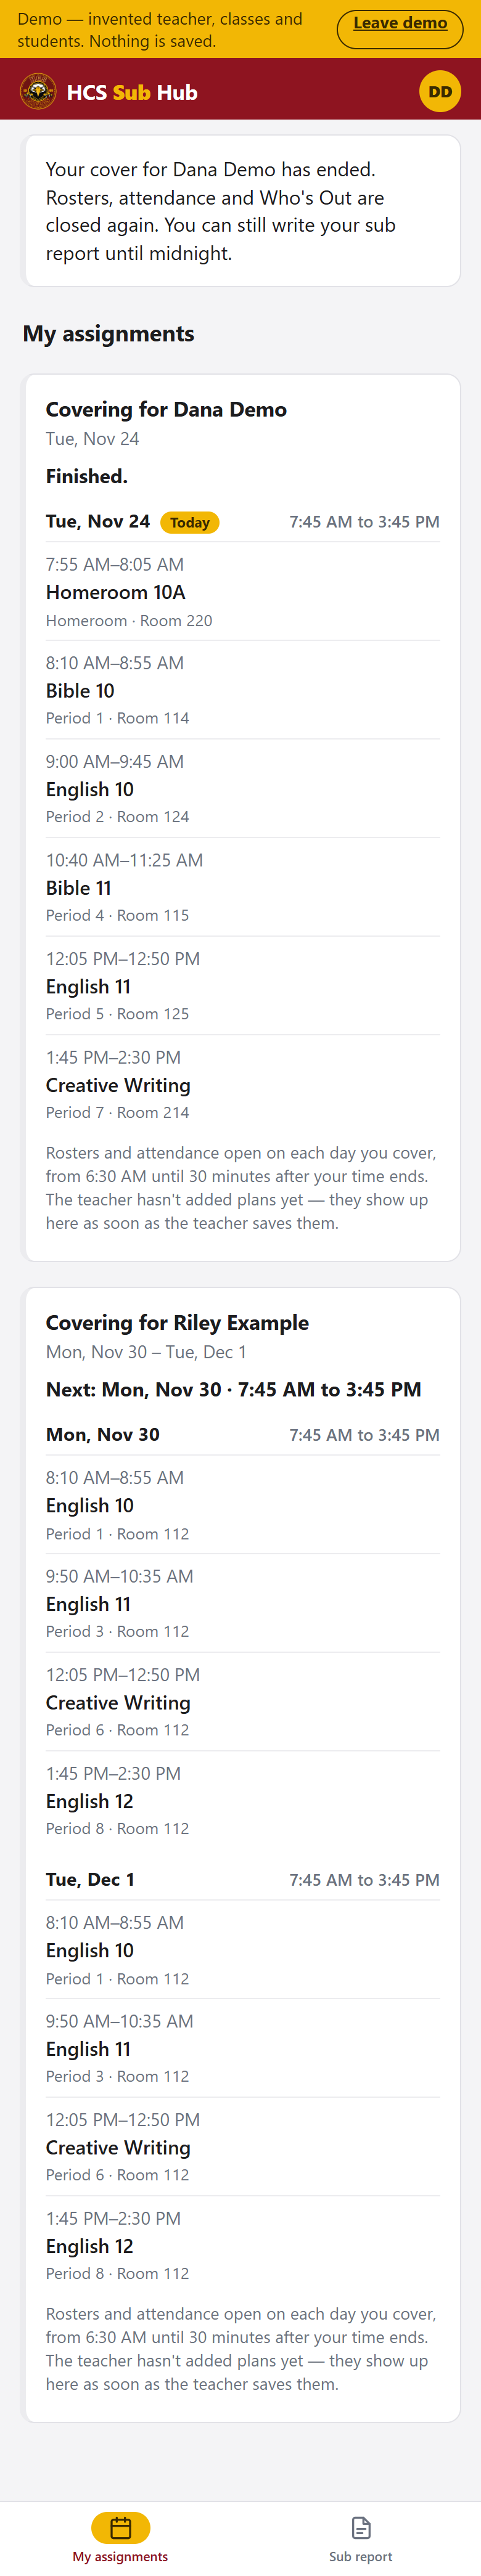 Demo — invented teacher, classes and
students. Nothing is saved.
Leave demo
HCS Sub Hub
DD
Your cover for Dana Demo has ended.
Rosters, attendance and Who's Out are
closed again. You can still write your sub
report until midnight.
My assignments
Covering for Dana Demo
Tue, Nov 24
Finished.
Tue, Nov 24 Today 7:45 AM to 3:45 PM
7:55 AM–8:05 AM
Homeroom 10A
Homeroom · Room 220
8:10 AM–8:55 AM
Bible 10
Period 1 · Room 114
9:00 AM–9:45 AM
English 10
Period 2 · Room 124
10:40 AM–11:25 AM
Bible 11
Period 4 · Room 115
12:05 PM–12:50 PM
English 11
Period 5 · Room 125
1:45 PM–2:30 PM
Creative Writing
Period 7 · Room 214
Rosters and attendance open on each day you cover,
from 6:30 AM until 30 minutes after your time ends.
The teacher hasn't added plans yet — they show up
here as soon as the teacher saves them.
Covering for Riley Example
Mon, Nov 30 – Tue, Dec 1
Next: Mon, Nov 30 · 7:45 AM to 3:45 PM
Mon, Nov 30 7:45 AM to 3:45 PM
8:10 AM–8:55 AM
English 10
Period 1 · Room 112
9:50 AM–10:35 AM
English 11
Period 3 · Room 112
12:05 PM–12:50 PM
Creative Writing
Period 6 · Room 112
1:45 PM–2:30 PM
English 12
Period 8 · Room 112
Tue, Dec 1 7:45 AM to 3:45 PM
8:10 AM–8:55 AM
English 10
Period 1 · Room 112
9:50 AM–10:35 AM
English 11
Period 3 · Room 112
12:05 PM–12:50 PM
Creative Writing
Period 6 · Room 112
1:45 PM–2:30 PM
English 12
Period 8 · Room 112
Rosters and attendance open on each day you cover,
from 6:30 AM until 30 minutes after your time ends.
The teacher hasn't added plans yet — they show up
here as soon as the teacher saves them.
My assignments
Sub report